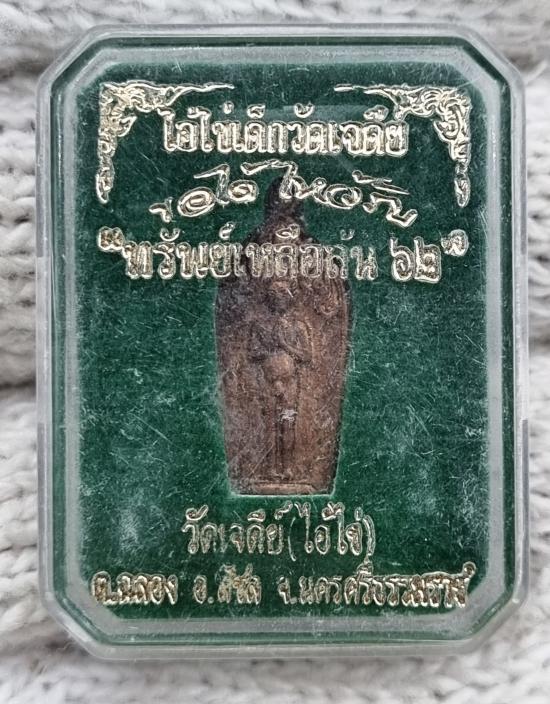 ไอ้ไข่เด็กวัดเจดีย์
ขอได้ ไหว้รับ
"ทรัพย์เหลือล้น ๖๒"
วัดเจดีย์ (ไอ้ไข่)
ต.ฉลอง อ.สิชล จ.นครศรีธรรมราช